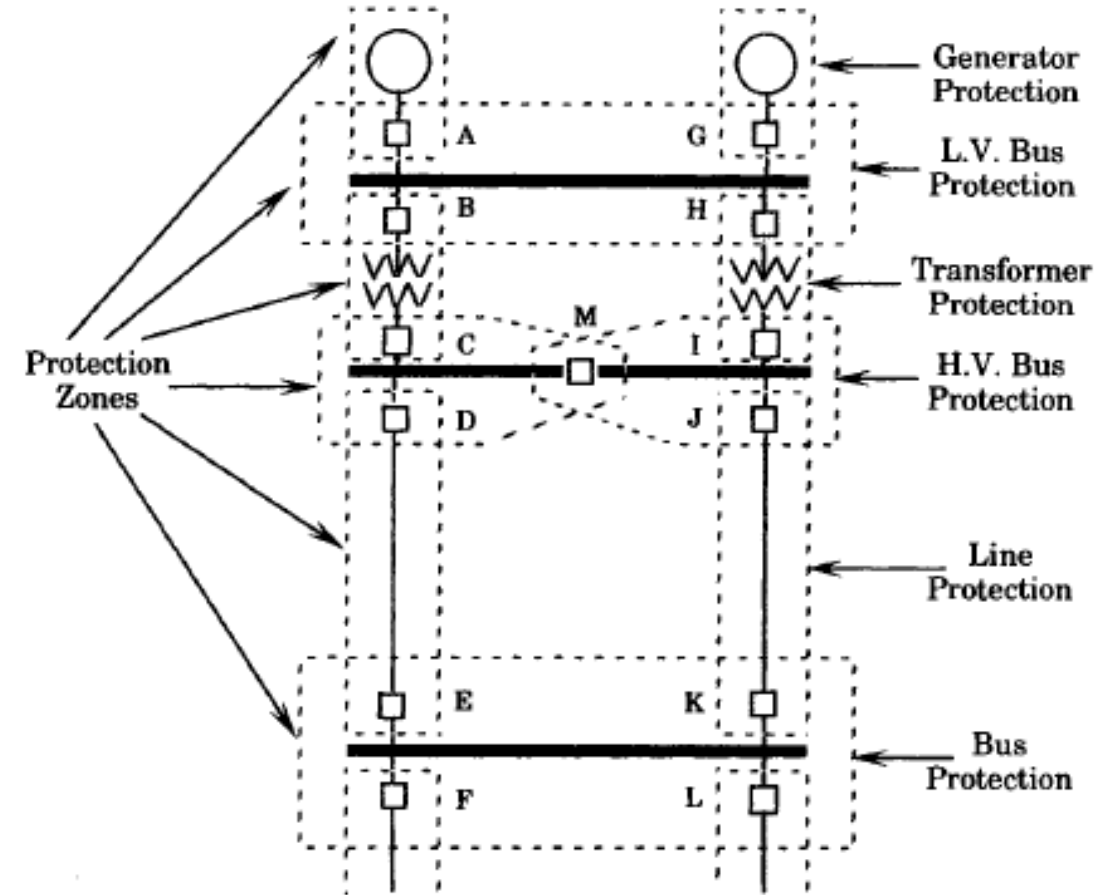 Generator
Protection
A
G
L.V. Bus
Protection
B
H
Transformer
Protection
M
C
I
Protection
Zones
H.V. Bus
Protection
D
J
Line
Protection
E
K
Bus
Protection
F
L